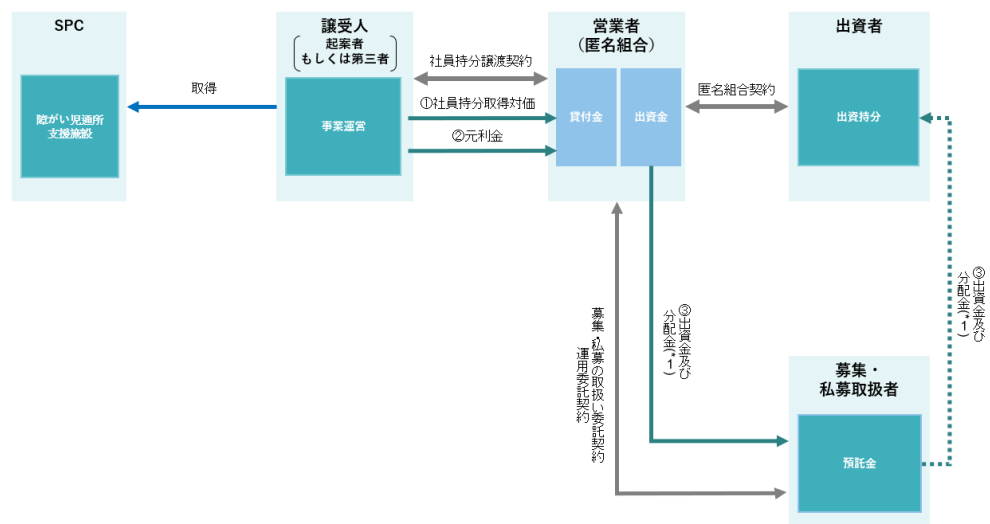 SPC
障がい児通所
支援施設
取得
譲受人
起案者
もしくは第三者
事業運営
社員持分譲渡契約
①社員持分取得対価
②元利金
営業者
（匿名組合）
貸付金
出資金
匿名組合契約
出資者
出資持分
募集・私募の取扱い委託契約
運用委託契約
③出資金及び
分配金(*1)
③出資金及び
分配金(*1)
募集・
私募取扱者
預託金